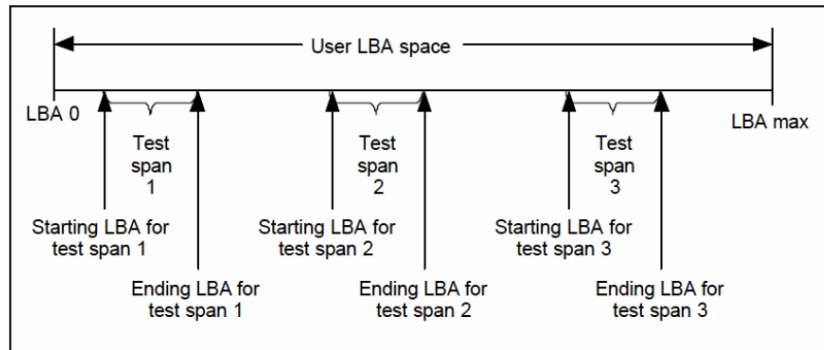 User LBA space
LBA 0
LBA max
Test
span
1
Test
span
2
Test
span
3
Starting LBA for
test span 1
Starting LBA for
test span 2
Starting LBA for
test span 3
Ending LBA for
test span 1
Ending LBA for
test span 2
Ending LBA for
test span 3